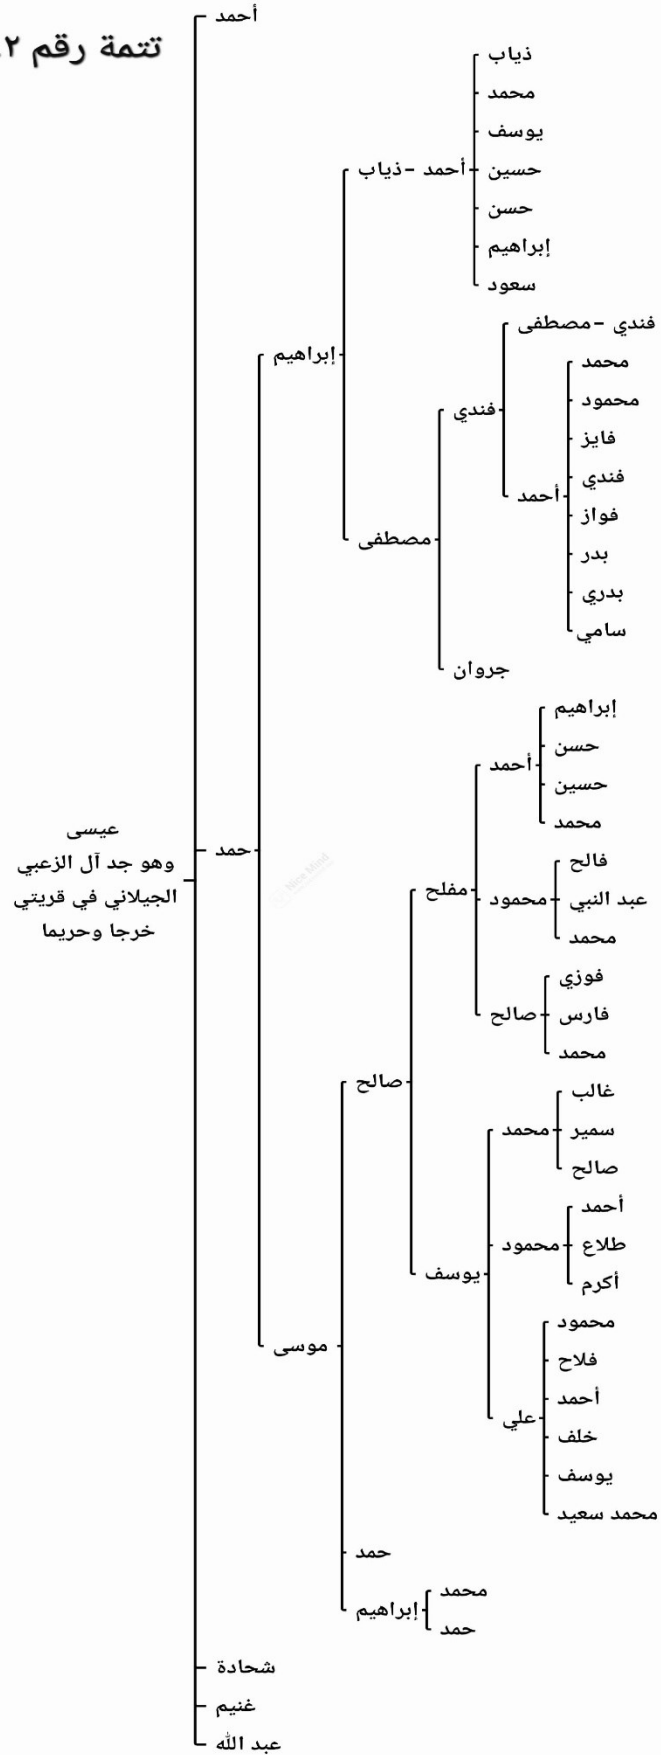 تتمة رقم ٢
أحمد
ذياب
محمد
يوسف
أحمد -ذياب
حسين
حسن
إبراهيم
سعود
فندي -مصطفى
إبراهيم
محمد
محمود
فندي
فايز
فندي
أحمد
فواز
مصطفى
بدر
بدري
سامي
جروان
إبراهيم
حسن
أحمد
حسين
محمد
عيسى
وهو جد آل الزعبي
الجيلاني في قريتي
خرجا وحريما
حمد
فالح
مفلح
محمود
عبد النبي
محمد
فوزي
صالح
فارس
محمد
صالح
غالب
محمد
سمير
صالح
أحمد
محمود
طلاع
يوسف
أكرم
محمود
موسى
فلاح
أحمد
علي
خلف
يوسف
محمد سعيد
حمد
محمد
إبراهيم
حمد
شحادة
غنيم
عبد الله
Nice Mind